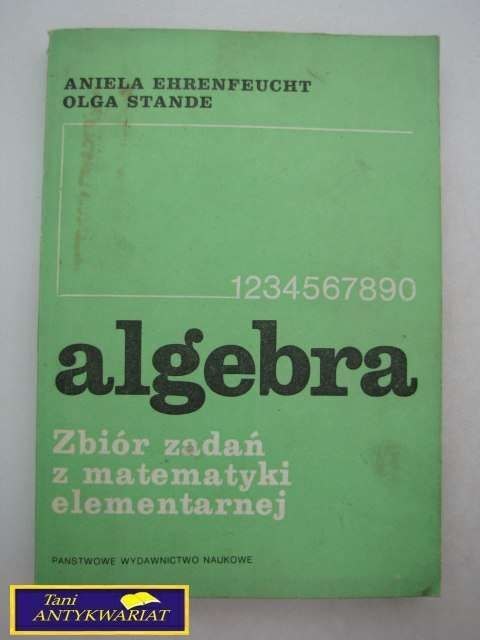 ANIELA EHRENFEUCHT
OLGA STANDE
1234567890
algebra
Zbiór zadań
z matematyki
elementarnej
PAŃSTWOWE WYDAWNICTWO NAUKOWE
Tani
ANTYKWARIAT